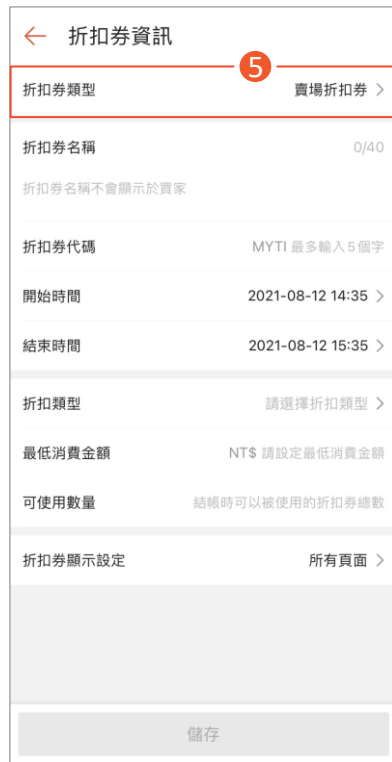 折扣券資訊
5
折扣券類型 賣場折扣券
折扣券名稱 0/40
折扣券名稱不會顯示於買家
折扣券代碼 MYTI 最多輸入5個字
開始時間 2021-08-12 14:35
結束時間 2021-08-12 15:35
折扣類型 請選擇折扣類型
最低消費金額 NT$ 請設定最低消費金額
可使用數量 結帳時可以被使用的折扣券總數
折扣券顯示設定 所有頁面
儲存